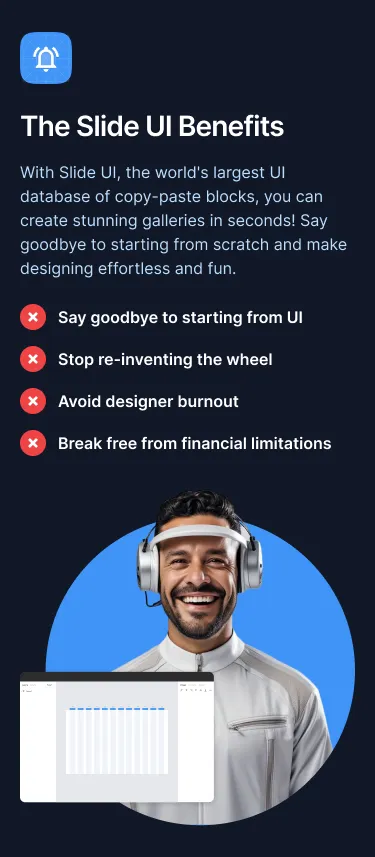 The Slide UI Benefits
With Slide UI, the world's largest UI
database of copy-paste blocks, you can
create stunning galleries in seconds! Say
goodbye to starting from scratch and make
designing effortless and fun.
Say goodbye to starting from UI
Stop re-inventing the wheel
Avoid designer burnout
Break free from financial limitations